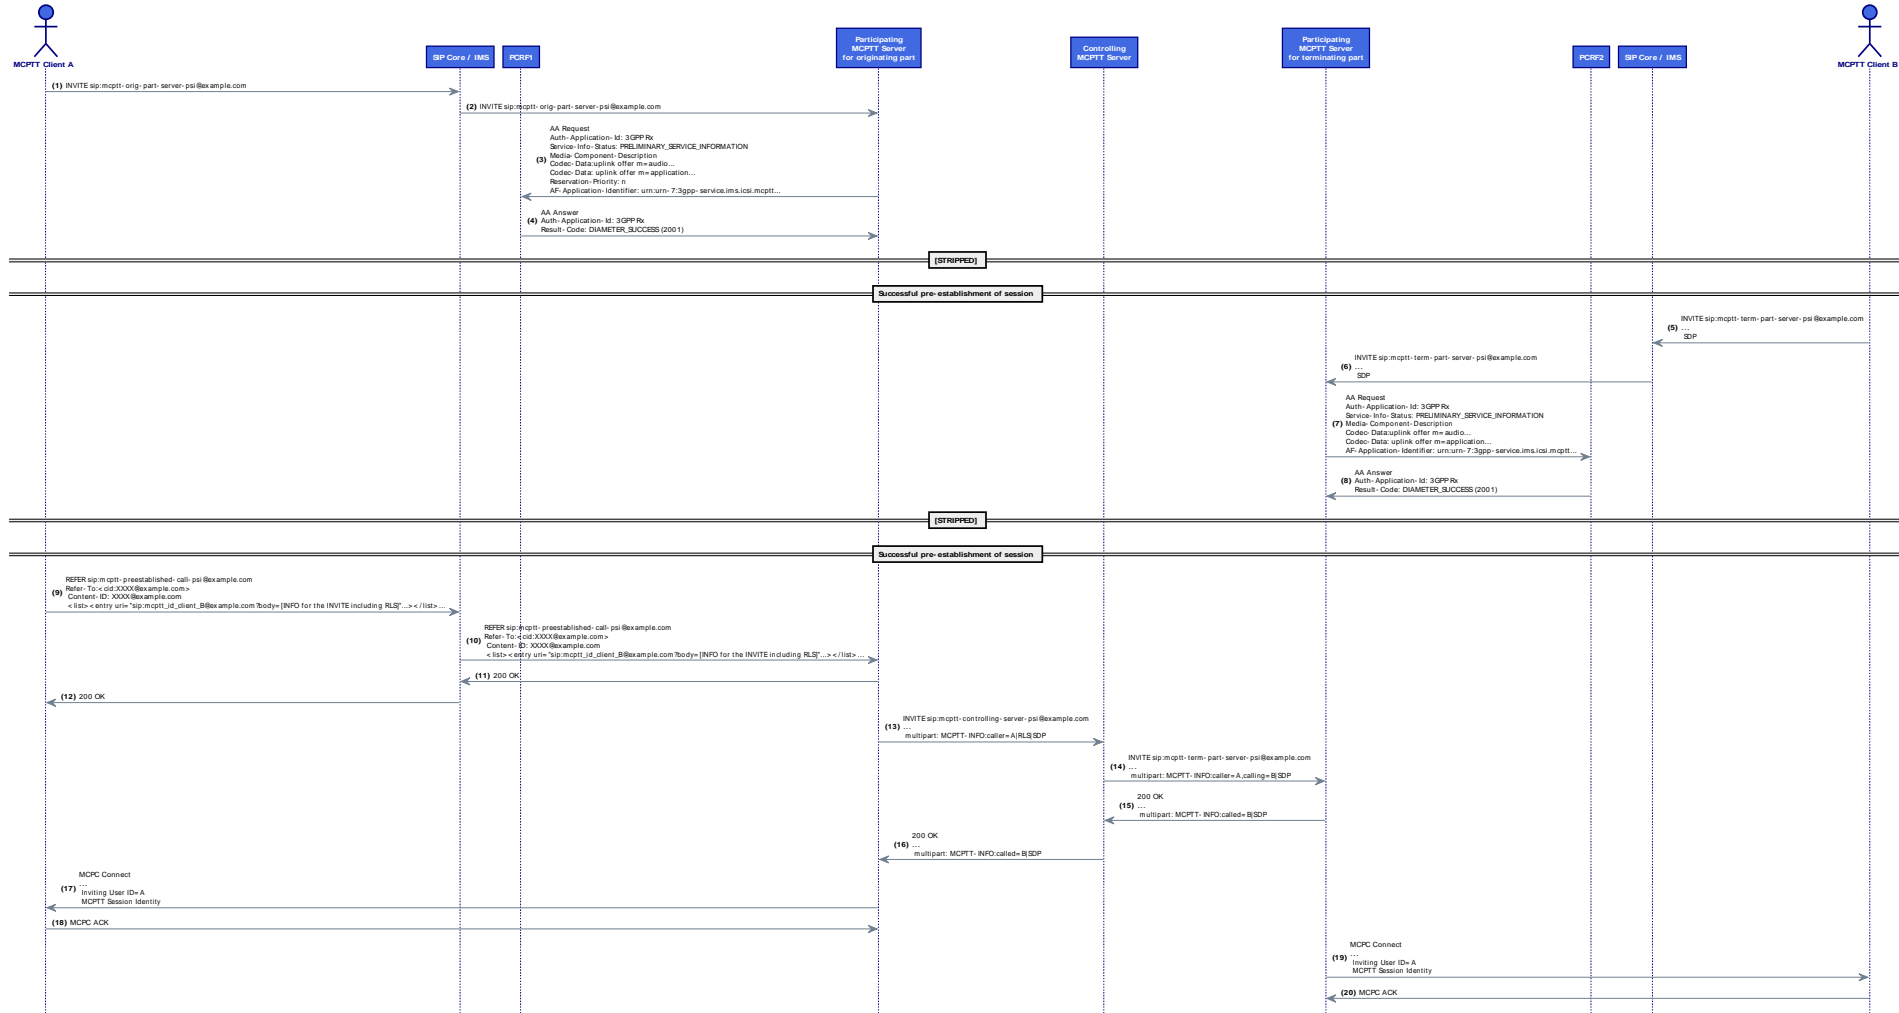 MCPTT Client A
SIP Core / IMS
PCRF1
Participating
MCPTT Server
for originating part
Controlling
MCPTT Server
Participating
MCPTT Server
for terminating part
PCRF2
SIP Core / IMS
MCPTT Client B
(1) INVITE sip:mcptt-orig-part-server-psi@example.com
(2) INVITE sip:mcptt-orig-part-server-psi@example.com
AA Request
Auth-Application-Id: 3GPP Rx
Service-Info-Status: PRELIMINARY_SERVICE_INFORMATION
(3) Media-Component-Description
Codec-Data:uplink offer m=audio...
Codec-Data: uplink offer m=application...
Reservation-Priority: n
AF-Application-Identifier: urn:urn-7:3gpp-service.ims.icsi.mcptt...
AA Answer
(4) Auth-Application-Id: 3GPP Rx
Result-Code: DIAMETER_SUCCESS (2001)
[STRIPPED]
Successful pre-establishment of session
INVITE sip:mcptt-term-part-server-psi@example.com
(5) ...
SDP
INVITE sip:mcptt-term-part-server-psi@example.com
(6) ...
SDP
AA Request
Auth-Application-Id: 3GPP Rx
Service-Info-Status: PRELIMINARY_SERVICE_INFORMATION
(7) Media-Component-Description
Codec-Data:uplink offer m=audio...
Codec-Data: uplink offer m=application...
AF-Application-Identifier: urn:urn-7:3gpp-service.ims.icsi.mcptt...
AA Answer
(8) Auth-Application-Id: 3GPP Rx
Result-Code: DIAMETER_SUCCESS (2001)
[STRIPPED]
Successful pre-establishment of session
REFER sip:mcptt-preestablished-call-psi@example.com
(9) Refer-To:<cid:XXXX@example.com>
Content-ID: XXXX@example.com
<list><entry uri="sip:mcptt_id_client_B@example.com?body=[INFO for the INVITE including RLS]"...></list>...
REFER sip:mcptt-preestablished-call-psi@example.com
(10) Refer-To:<cid:XXXX@example.com>
Content-ID: XXXX@example.com
<list><entry uri="sip:mcptt_id_client_B@example.com?body=[INFO for the INVITE including RLS]"...></list>...
(11) 200 OK
(12) 200 OK
INVITE sip:mcptt-controlling-server-psi@example.com
(13) ...
multipart: MCPTT-INFO:caller=A|RLS|SDP
INVITE sip:mcptt-term-part-server-psi@example.com
(14) ...
multipart: MCPTT-INFO:caller=A,calling=B|SDP
200 OK
(15) ...
multipart: MCPTT-INFO:called=B|SDP
200 OK
(16) ...
multipart: MCPTT-INFO:called=B|SDP
MCPC Connect
(17) ...
Inviting User ID=A
MCPTT Session Identity
(18) MCPC ACK
MCPC Connect
(19) ...
Inviting User ID=A
MCPTT Session Identity
(20) MCPC ACK